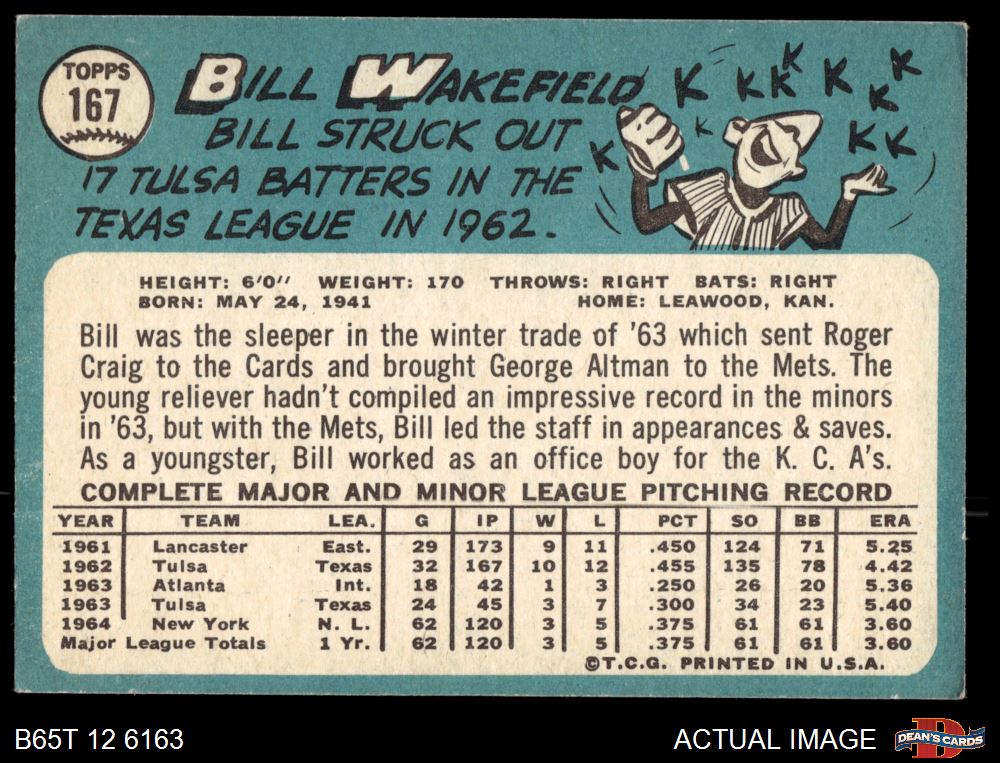 TOPPS
167
BILL WAKEFIELD
BILL STRUCK OUT
17 TULSA BATTERS IN THE
TEXAS LEAGUE IN 1962.
K K K K K K K K K K
HEIGHT: 6'0" WEIGHT: 170 THROWS: RIGHT BATS: RIGHT
BORN: MAY 24, 1941 HOME: LEAWOOD, KAN.
Bill was the sleeper in the winter trade of '63 which sent Roger
Craig to the Cards and brought George Altman to the Mets. The
young reliever hadn't compiled an impressive record in the minors
in '63, but with the Mets, Bill led the staff in appearances & saves.
As a youngster, Bill worked as an office boy for the K. C. A's.
COMPLETE MAJOR AND MINOR LEAGUE PITCHING RECORD
YEAR TEAM LEA. G IP W L PCT SO BB ERA
1961 Lancaster East. 29 173 9 11 .450 124 71 5.25
1962 Tulsa Texas 32 167 10 12 .455 135 78 4.42
1963 Atlanta Int. 18 42 1 3 .250 26 20 5.36
1963 Tulsa Texas 24 45 3 7 .300 34 23 5.40
1964 New York N. L. 62 120 3 5 .375 61 61 3.60
Major League Totals 1 Yr. 62 120 3 5 .375 61 61 3.60
©T.C.G. PRINTED IN U.S.A.
B65T 12 6163
ACTUAL IMAGE
DEAN'S CARDS